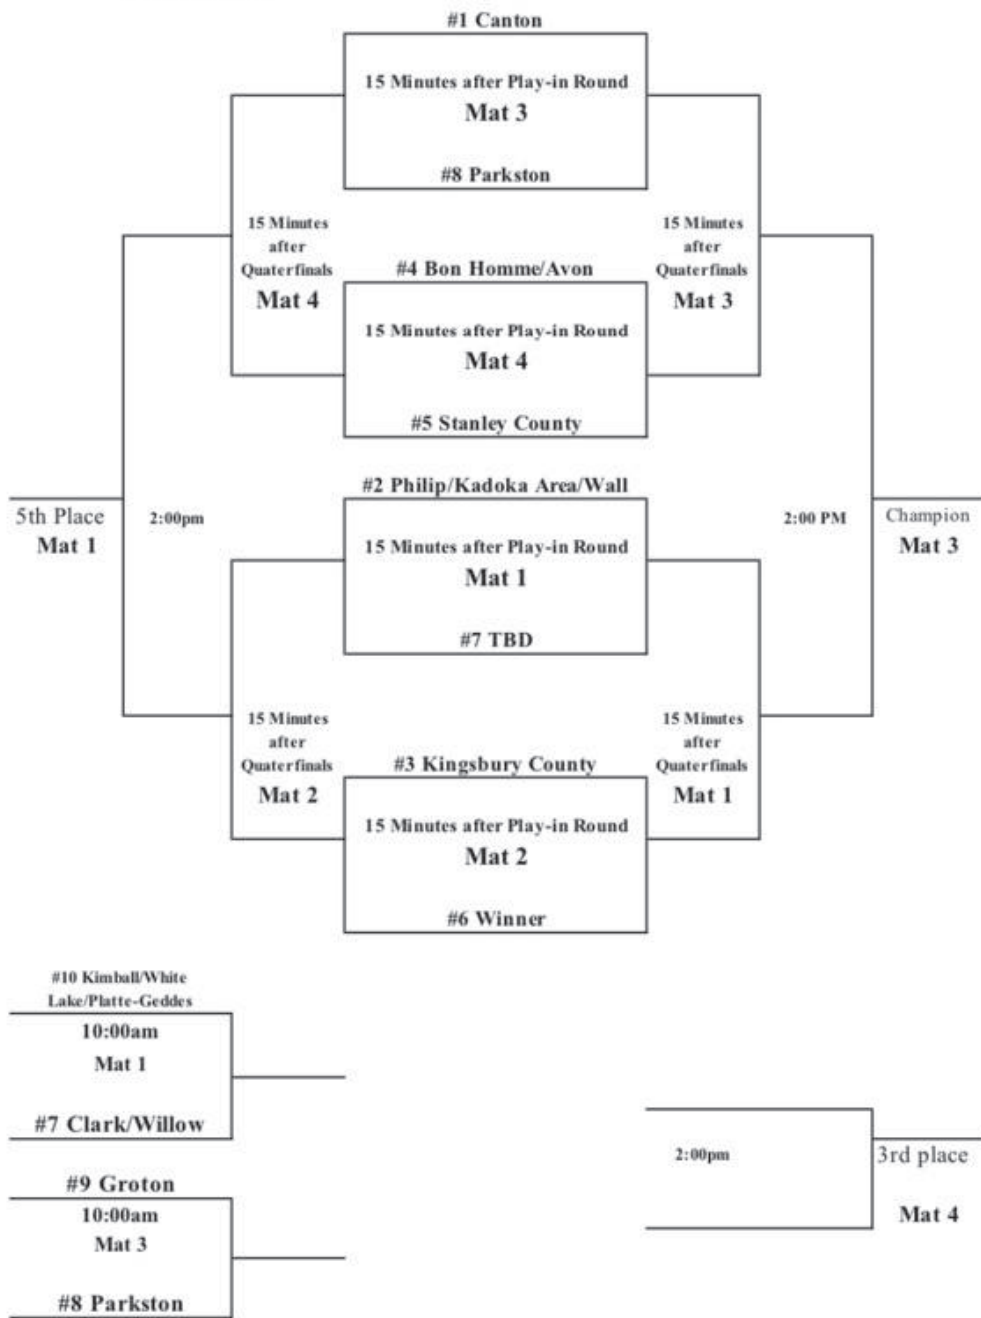 #1 Canton
15 Minutes after Play-in Round
Mat 3
#8 Parkston
15 Minutes
after
Quaterfinals
Mat 4
15 Minutes
after
Quaterfinals
Mat 3
#4 Bon Homme/Avon
15 Minutes after Play-in Round
Mat 4
#5 Stanley County
#2 Philip/Kadoka Area/Wall
5th Place
Mat 1
2:00pm
15 Minutes after Play-in Round
Mat 1
2:00 PM
Champion
Mat 3
#7 TBD
15 Minutes
after
Quaterfinals
Mat 2
15 Minutes
after
Quaterfinals
Mat 1
#3 Kingsbury County
15 Minutes after Play-in Round
Mat 2
#6 Winner
#10 Kimball/White
Lake/Platte-Geddes
10:00am
Mat 1
#7 Clark/Willow
#9 Groton
10:00am
Mat 3
#8 Parkston
2:00pm
3rd place
Mat 4